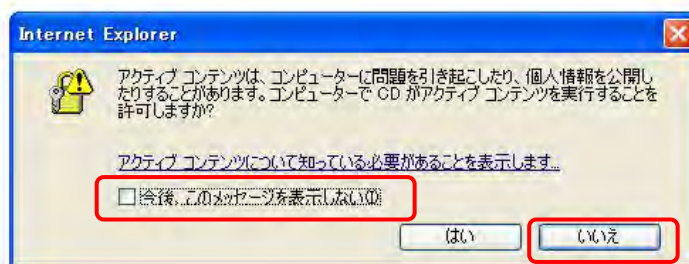 Internet Explorer
アクティブ コンテンツは、コンピューターに問題を引き起こしたり、個人情報を公開し
たりすることがあります。コンピューターで CD がアクティブ コンテンツを実行することを
許可しますか?
アクティブ コンテンツについて知っている必要があることを表示します...
今後、このメッセージを表示しない(I)
はい
いいえ